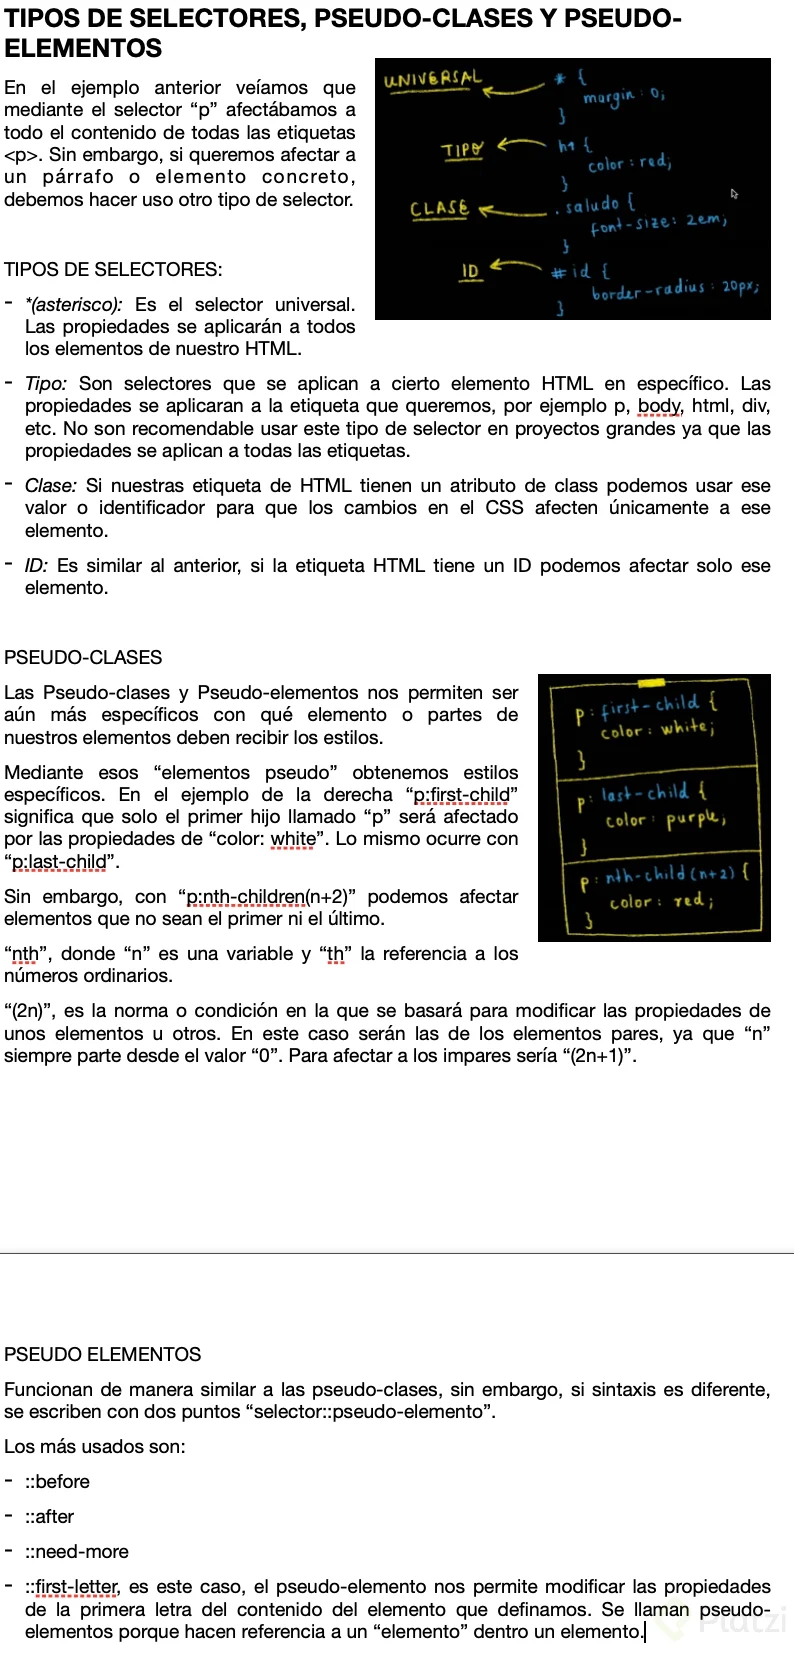 TIPOS DE SELECTORES, PSEUDO-CLASES Y PSEUDO-
ELEMENTOS
En el ejemplo anterior veíamos que
mediante el selector “p” afectábamos a
todo el contenido de todas las etiquetas
<p>. Sin embargo, si queremos afectar a
un párrafo o elemento concreto,
debemos hacer uso otro tipo de selector.
UNIVERSAL
* {
margin: 0;
}
TIPO
h1 {
color: red;
}
CLASE
.saludo {
font-size: 2em;
}
ID
#id {
border-radius: 20px;
}
TIPOS DE SELECTORES:
- *(asterisco): Es el selector universal.
Las propiedades se aplicarán a todos
los elementos de nuestro HTML.
- Tipo: Son selectores que se aplican a cierto elemento HTML en específico. Las
propiedades se aplicaran a la etiqueta que queremos, por ejemplo p, body, html, div,
etc. No son recomendable usar este tipo de selector en proyectos grandes ya que las
propiedades se aplican a todas las etiquetas.
- Clase: Si nuestras etiqueta de HTML tienen un atributo de class podemos usar ese
valor o identificador para que los cambios en el CSS afecten únicamente a ese
elemento.
- ID: Es similar al anterior, si la etiqueta HTML tiene un ID podemos afectar solo ese
elemento.
PSEUDO-CLASES
Las Pseudo-clases y Pseudo-elementos nos permiten ser
aún más específicos con qué elemento o partes de
nuestros elementos deben recibir los estilos.
Mediante esos “elementos pseudo” obtenemos estilos
específicos. En el ejemplo de la derecha “p:first-child”
significa que solo el primer hijo llamado “p” será afectado
por las propiedades de “color: white”. Lo mismo ocurre con
“p:last-child”.
Sin embargo, con “p:nth-children(n+2)” podemos afectar
elementos que no sean el primer ni el último.
“nth”, donde “n” es una variable y “th” la referencia a los
números ordinarios.
p:first-child {
color: white;
}
p:last-child {
color: purple;
}
p:nth-child(n+2) {
color: red;
}
“(2n)”, es la norma o condición en la que se basará para modificar las propiedades de
unos elementos u otros. En este caso serán las de los elementos pares, ya que “n”
siempre parte desde el valor “0”. Para afectar a los impares sería “(2n+1)”.
PSEUDO ELEMENTOS
Funcionan de manera similar a las pseudo-clases, sin embargo, si sintaxis es diferente,
se escriben con dos puntos “selector::pseudo-elemento”.
Los más usados son:
- ::before
- ::after
- ::need-more
- ::first-letter, es este caso, el pseudo-elemento nos permite modificar las propiedades
de la primera letra del contenido del elemento que definamos. Se llaman pseudo-
elementos porque hacen referencia a un “elemento” dentro un elemento.
Platzi